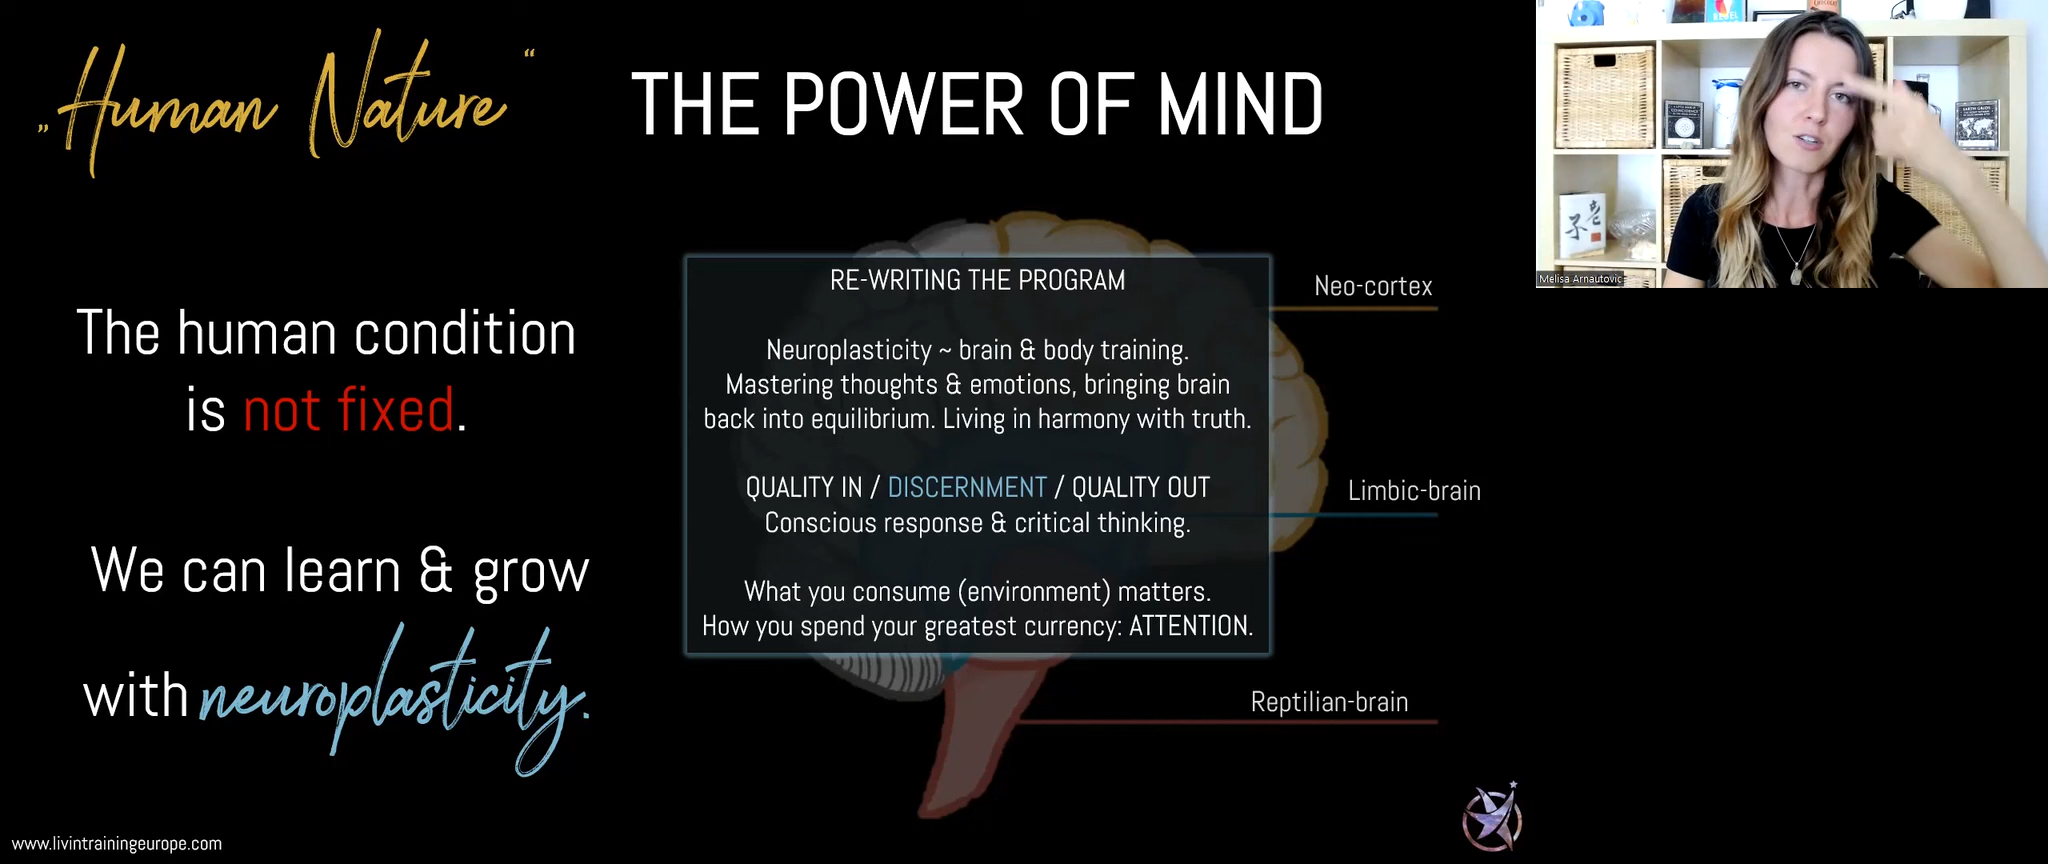 „Human Nature“
THE POWER OF MIND
The human condition
is not fixed.
We can learn & grow
with neuroplasticity.
RE-WRITING THE PROGRAM
Neuroplasticity ~ brain & body training.
Mastering thoughts & emotions, bringing brain
back into equilibrium. Living in harmony with truth.
QUALITY IN / DISCERNMENT / QUALITY OUT
Conscious response & critical thinking.
What you consume (environment) matters.
How you spend your greatest currency: ATTENTION.
Neo-cortex
Limbic-brain
Reptilian-brain
Melisa Arnautovic
www.livintrainingeurope.com